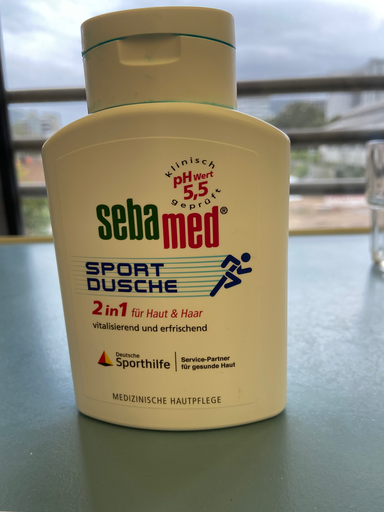 klinisch
pH Wert
5,5
geprüft
sebamed®
SPORT
DUSCHE
2in1 für Haut & Haar
vitalisierend und erfrischend
Deutsche
Sporthilfe
Service-Partner
für gesunde Haut
MEDIZINISCHE HAUTPFLEGE